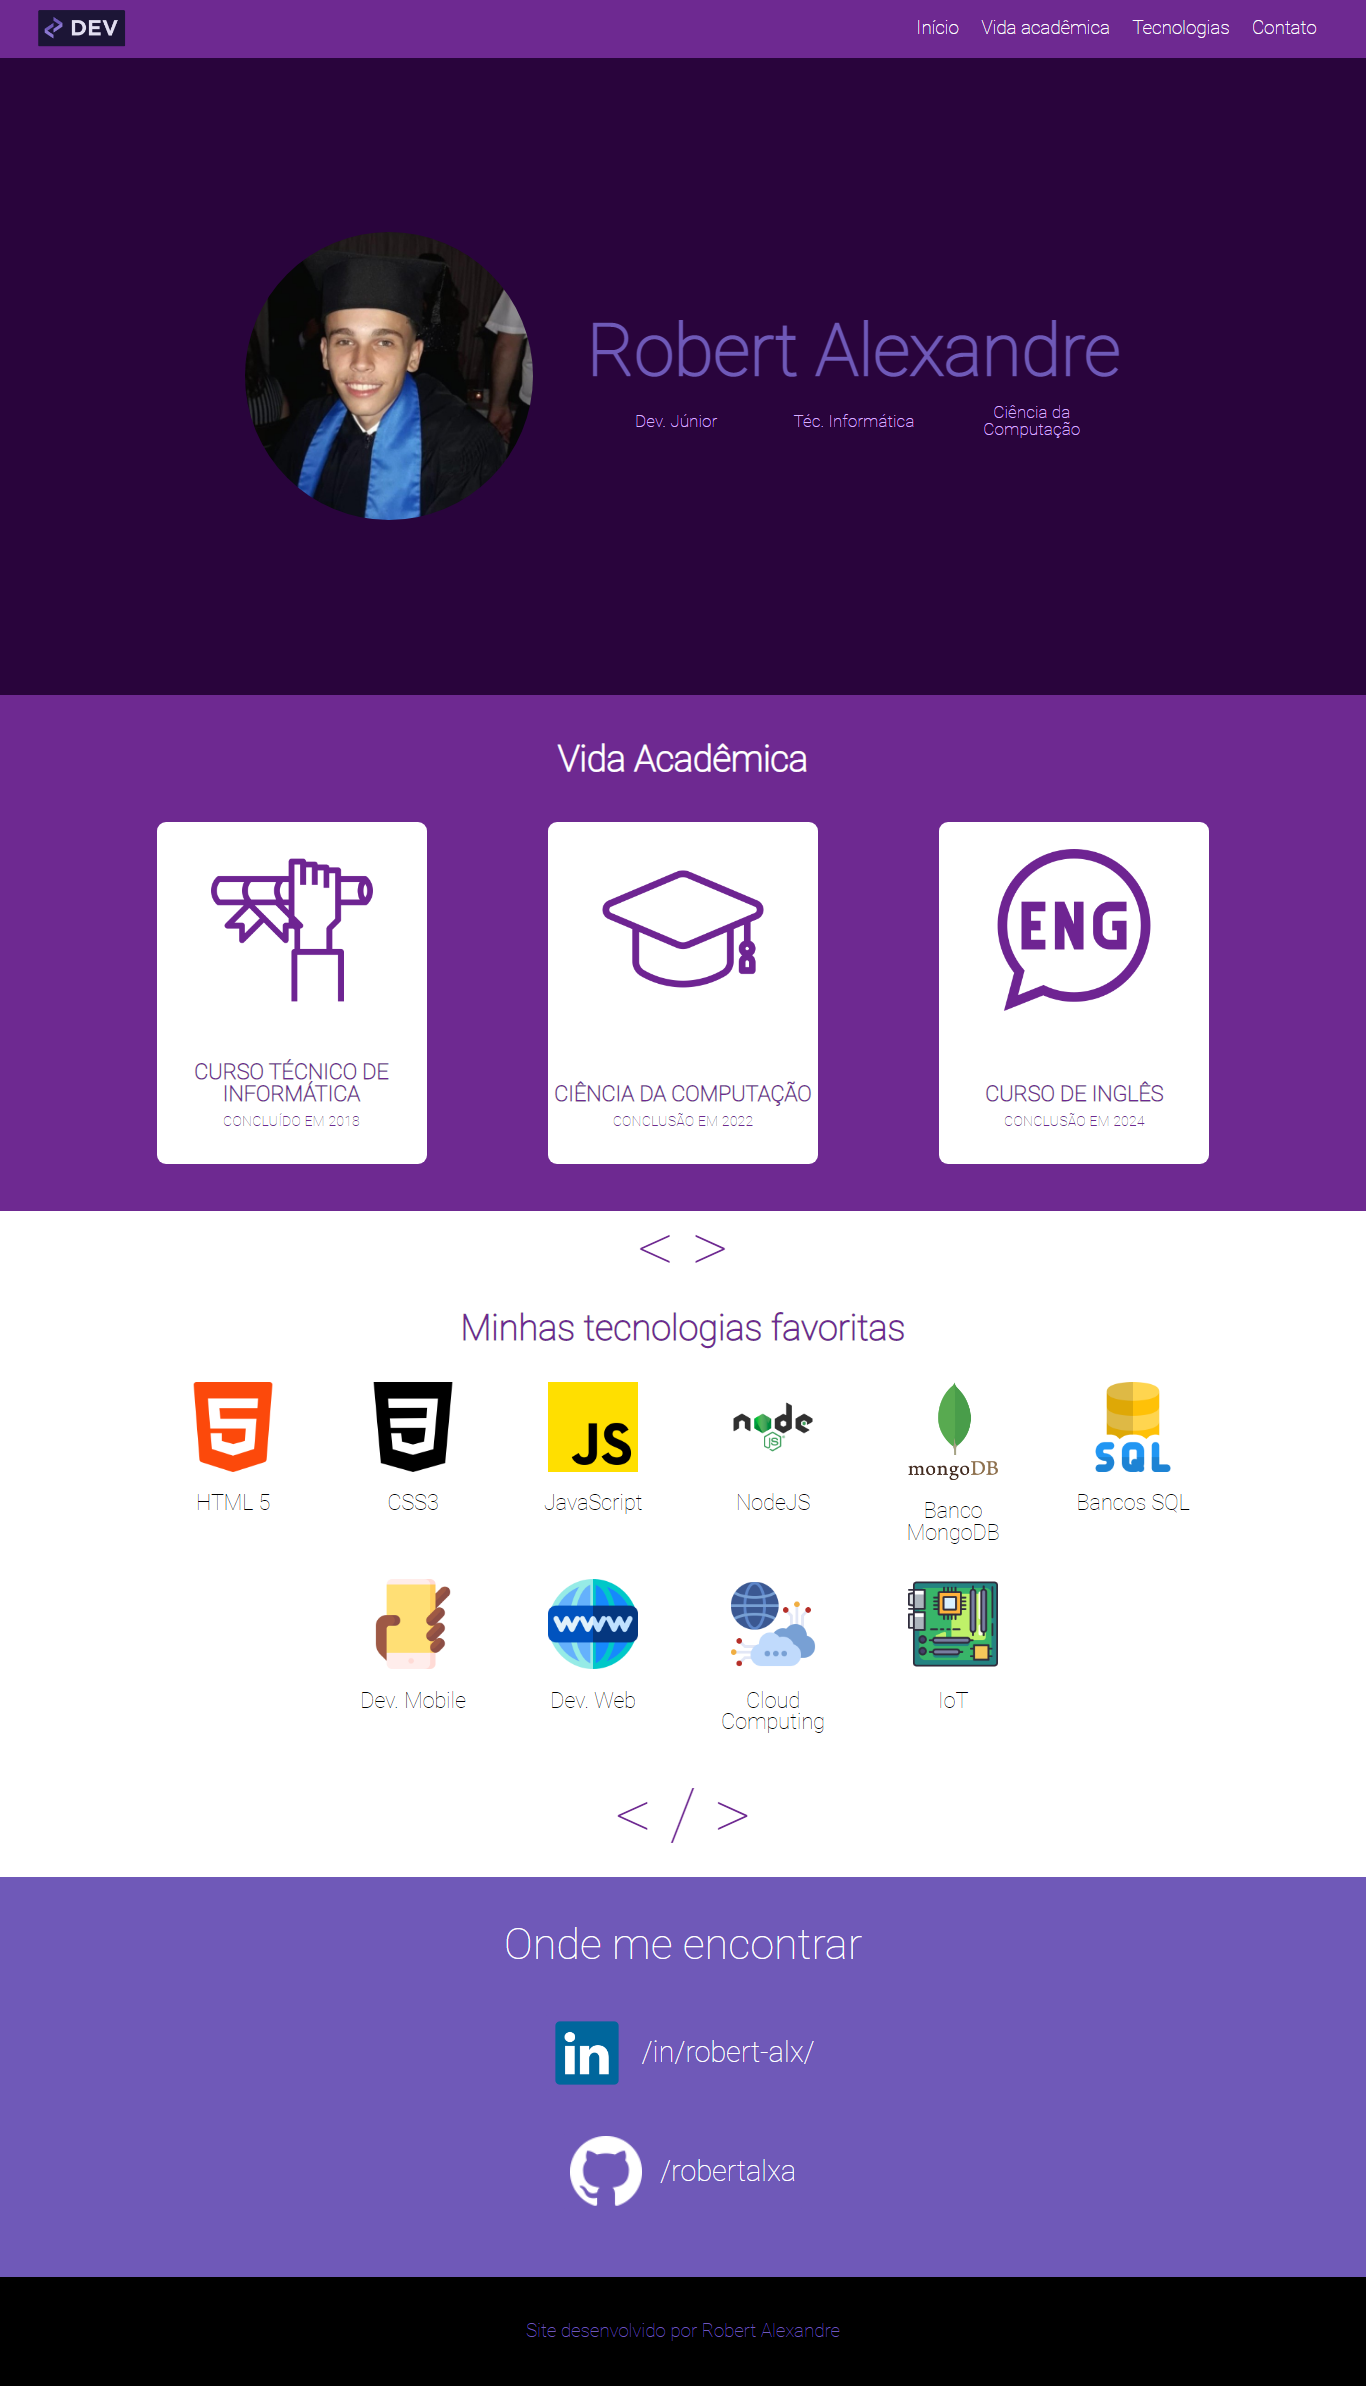 DEV
Início Vida acadêmica Tecnologias Contato
Robert Alexandre
Dev. Júnior
Téc. Informática
Ciência da
Computação
Vida Acadêmica
CURSO TÉCNICO DE
INFORMÁTICA
CONCLUÍDO EM 2018
CIÊNCIA DA COMPUTAÇÃO
CONCLUSÃO EM 2022
ENG
CURSO DE INGLÊS
CONCLUSÃO EM 2024
< >
Minhas tecnologias favoritas
5
HTML 5
3
CSS3
JS
JavaScript
node
JS
NodeJS
mongoDB
Banco
MongoDB
SQL
Bancos SQL
Dev. Mobile
www
Dev. Web
Cloud
Computing
IoT
< / >
Onde me encontrar
in
/in/robert-alx/
/robertalxa
Site desenvolvido por Robert Alexandre